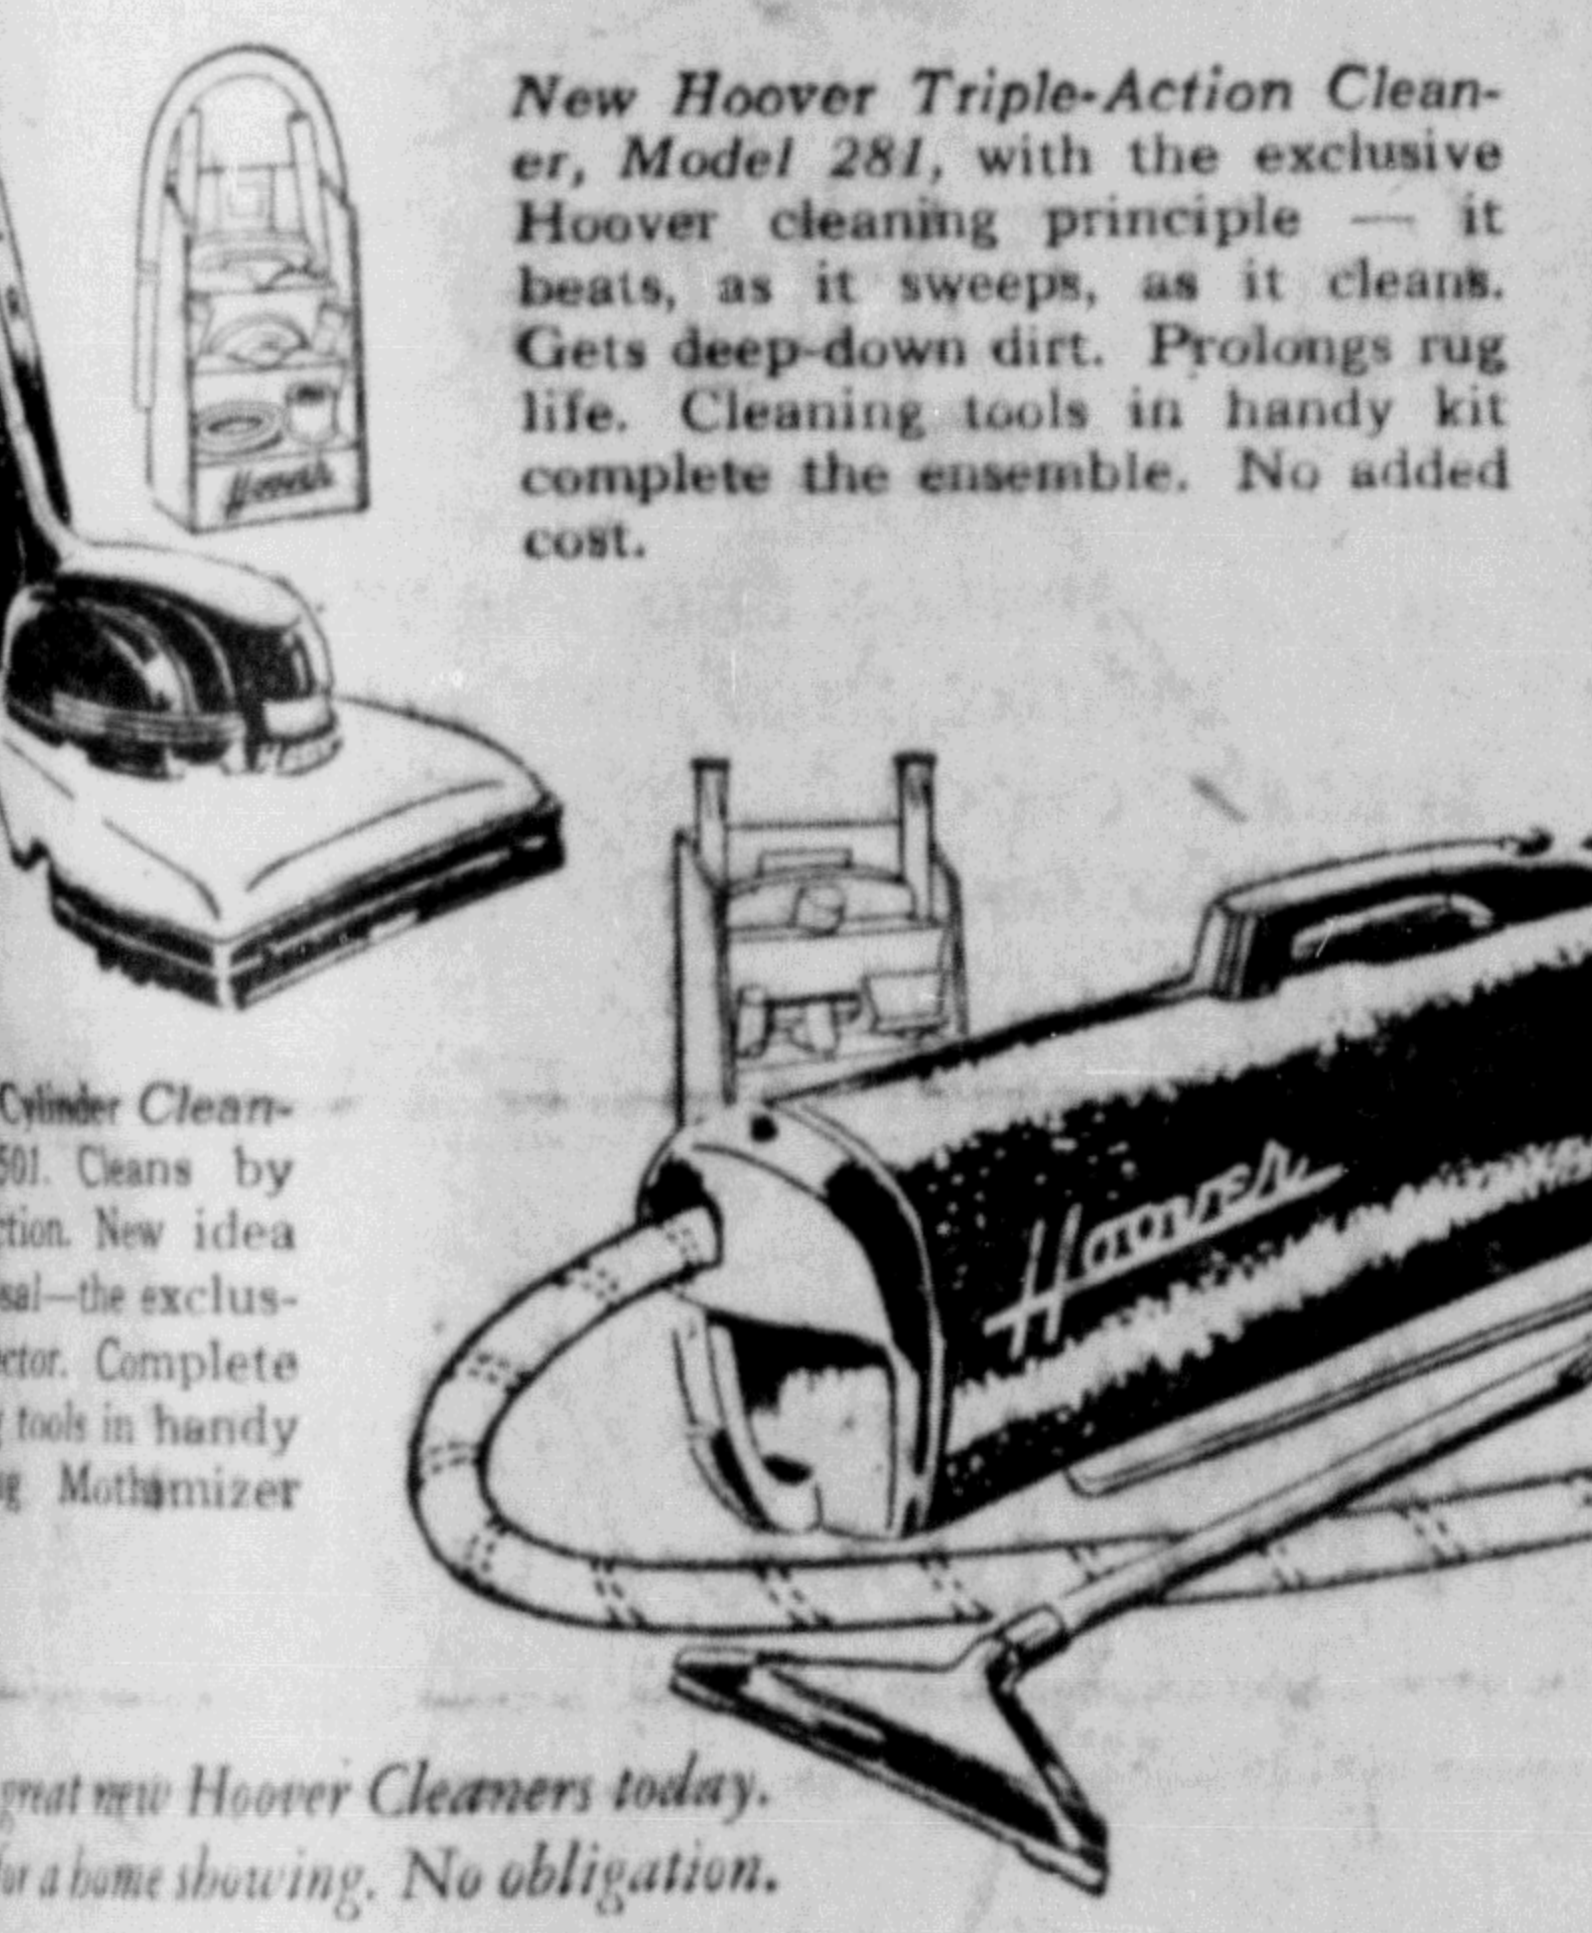 New Hoover Triple-Action Clean-
er, Model 281, with the exclusive
Hoover cleaning principle — it
beats, as it sweeps, as it cleans.
Gets deep-down dirt. Prolongs rug
life. Cleaning tools in handy kit
complete the ensemble. No added
cost.
Hoover
Cylinder Clean-
501. Cleans by
ction. New idea
sal—the exclus-
ector. Complete
tools in handy
Mothimizer
Hoover
great new Hoover Cleaners today.
for a home showing. No obligation.